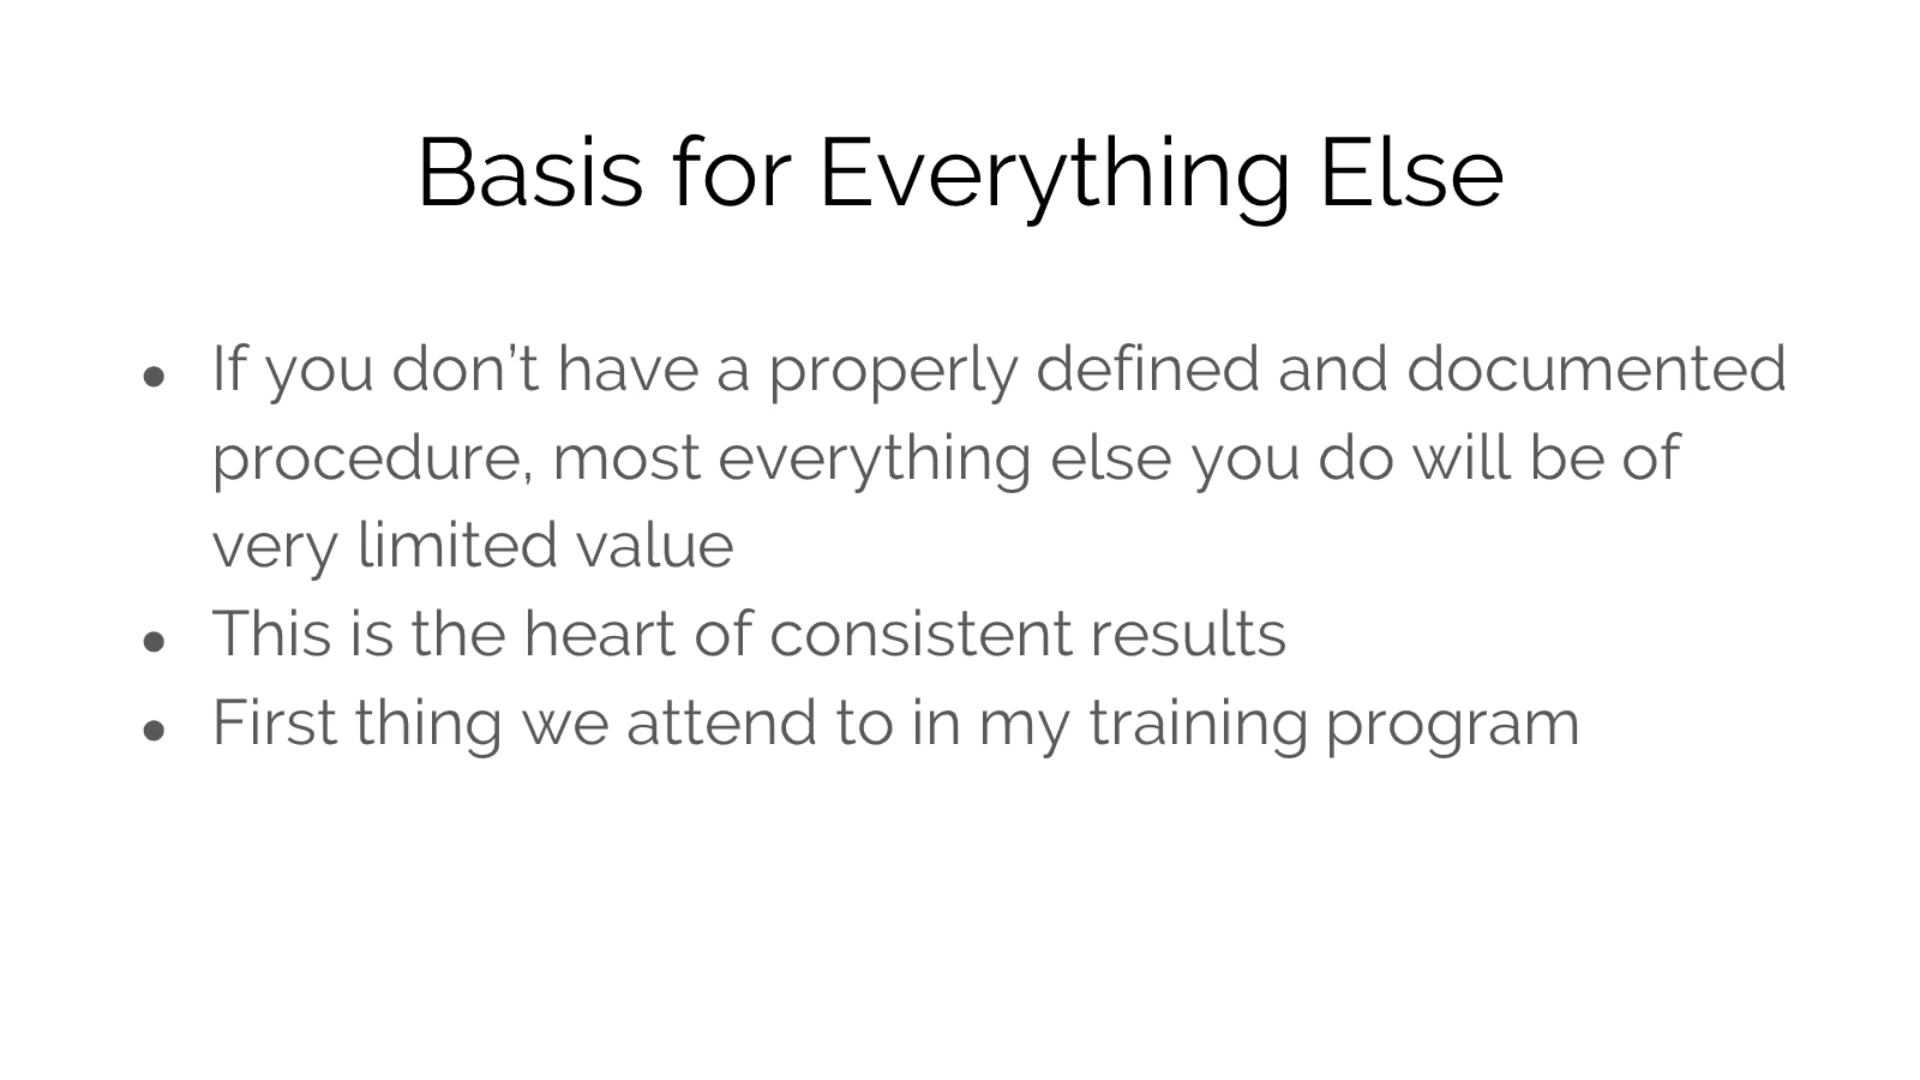 Basis for Everything Else
● If you don’t have a properly defined and documented
procedure, most everything else you do will be of
very limited value
● This is the heart of consistent results
● First thing we attend to in my training program